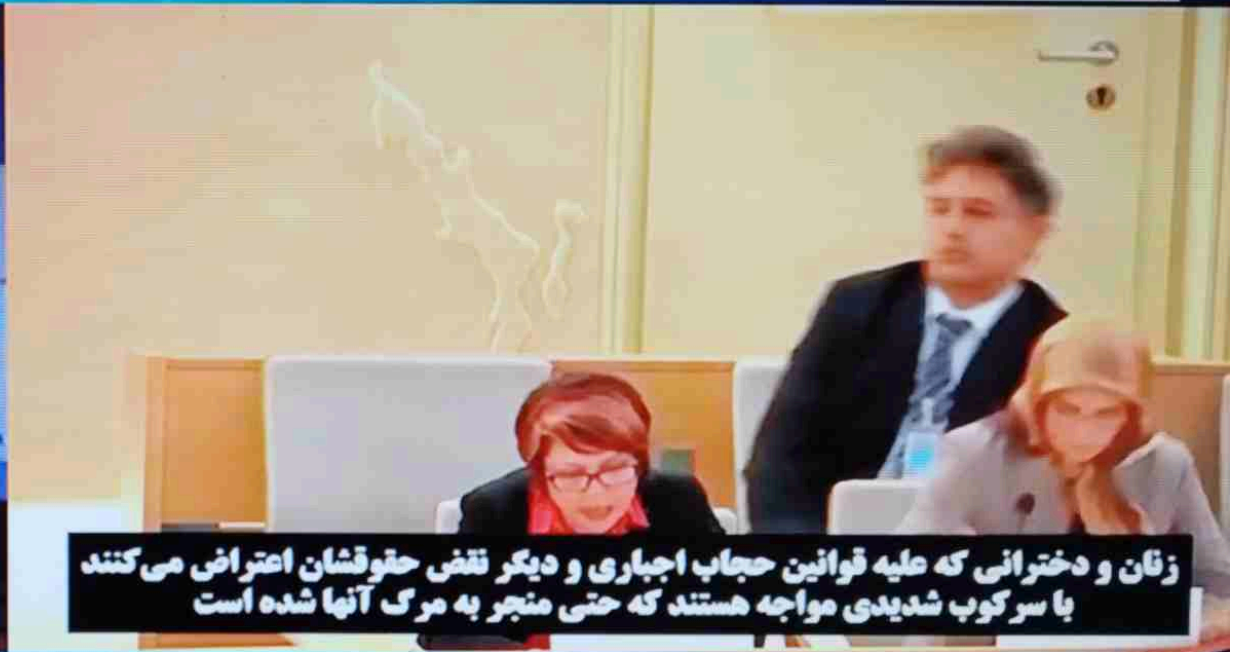 زنان و دخترانی که علیه قوانین حجاب اجباری و دیگر نقض حقوقشان اعتراض می‌کنند
با سرکوب شدیدی مواجه هستند که حتی منجر به مرگ آنها شده است